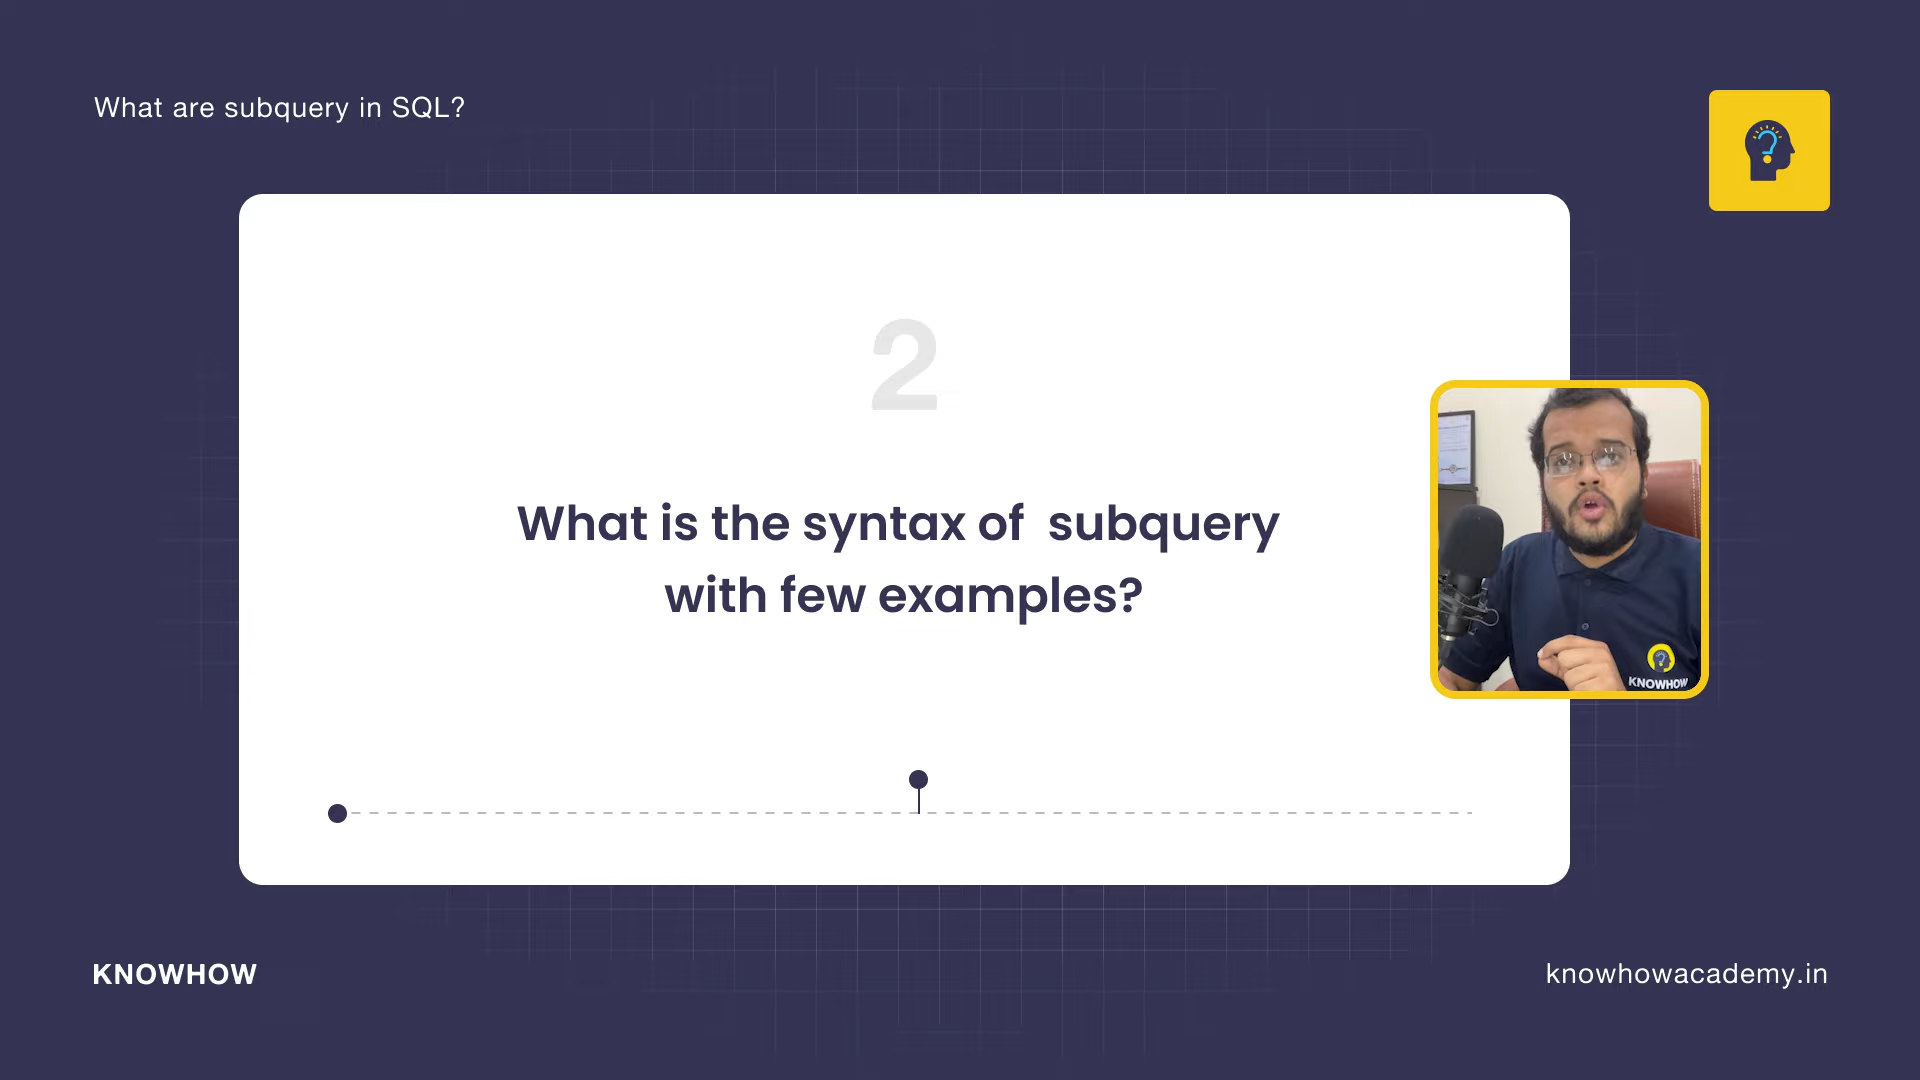 What are subquery in SQL?
2
What is the syntax of subquery
with few examples?
KNOWHOW
KNOWHOW
knowhowacademy.in